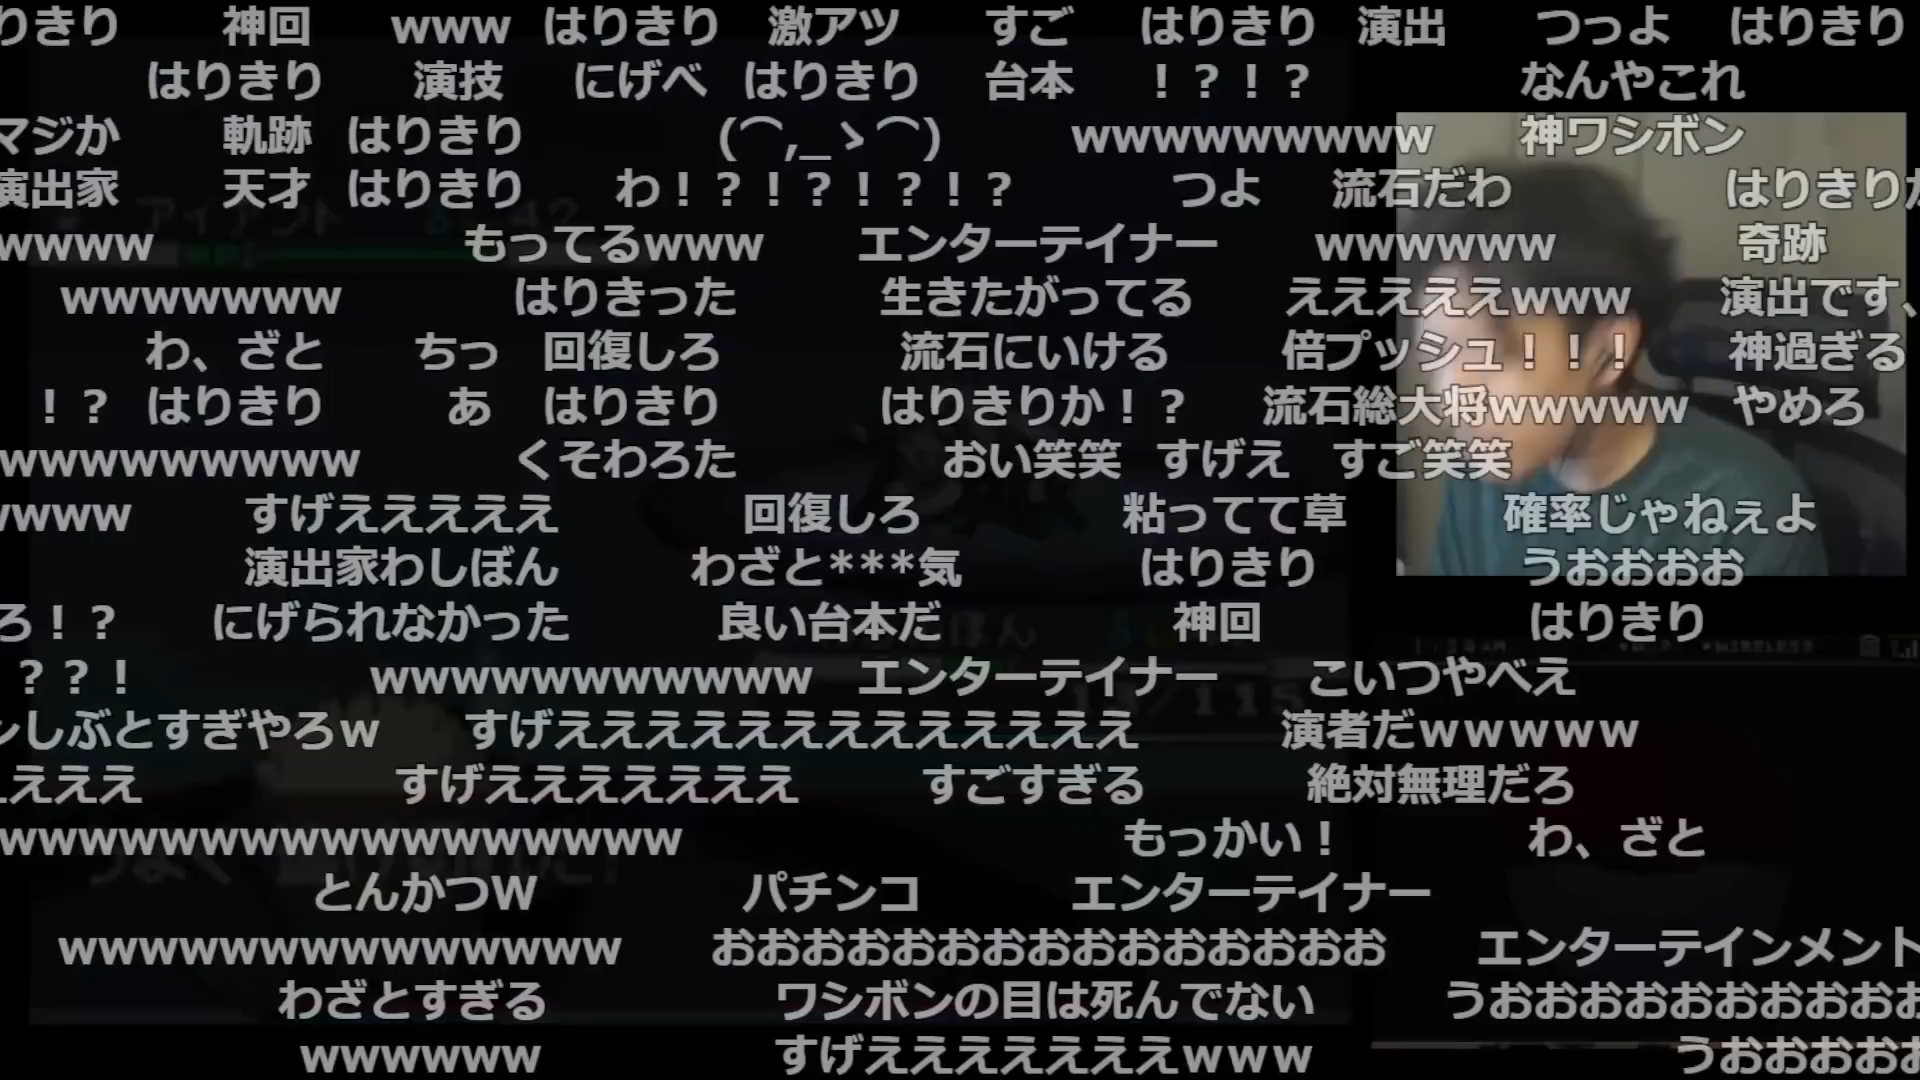 りきり 神回 www はりきり 激アツ すご はりきり 演出 つっよ はりきり
はりきり 演技 にげべ はりきり 台本 ！？！？ なんやこれ
マジか 軌跡 はりきり (⌒,_ゝ⌒) wwwwwwwwww 神ワシボン
演出家 天才 はりきり わ！？！？！？！？ つよ 流石だわ はりきりか
wwww もってるwww エンターテイナー wwwwww 奇跡
アイアント ♂ 42
wwwwwww はりきった 生きたがってる えええええwww 演出です、
わ、ざと ちっ 回復しろ 流石にいける 倍プッシュ！！！ 神過ぎる
！？ はりきり あ はりきり はりきりか！？ 流石総大将wwwww やめろ
wwwwwwwww くそわろた おい笑笑 すげえ すご笑笑
wwww すげえええええ 回復しろ 粘ってて草 確率じゃねぇよ
演出家わしぼん わざと***気 はりきり うおおおお
ろ！？ にげられなかった 良い台本だ 神回 はりきり
？？！ wwwwwwwwwww エンターテイナー こいつやべえ
115
ンしぶとすぎやろｗ すげえええええええええええええ 演者だｗｗｗｗｗ
えええ すげえええええええ すごすぎる 絶対無理だろ
wwwwwwwwwwwwwwwww もっかい！ わ、ざと
うまく
とんかつW パチンコ エンターテイナー
wwwwwwwwwwwwww おおおおおおおおおおおおおおお エンターテインメント
わざとすぎる ワシボンの目は死んでない うおおおおおおおおおお
wwwwww すげえええええええwww うおおおお